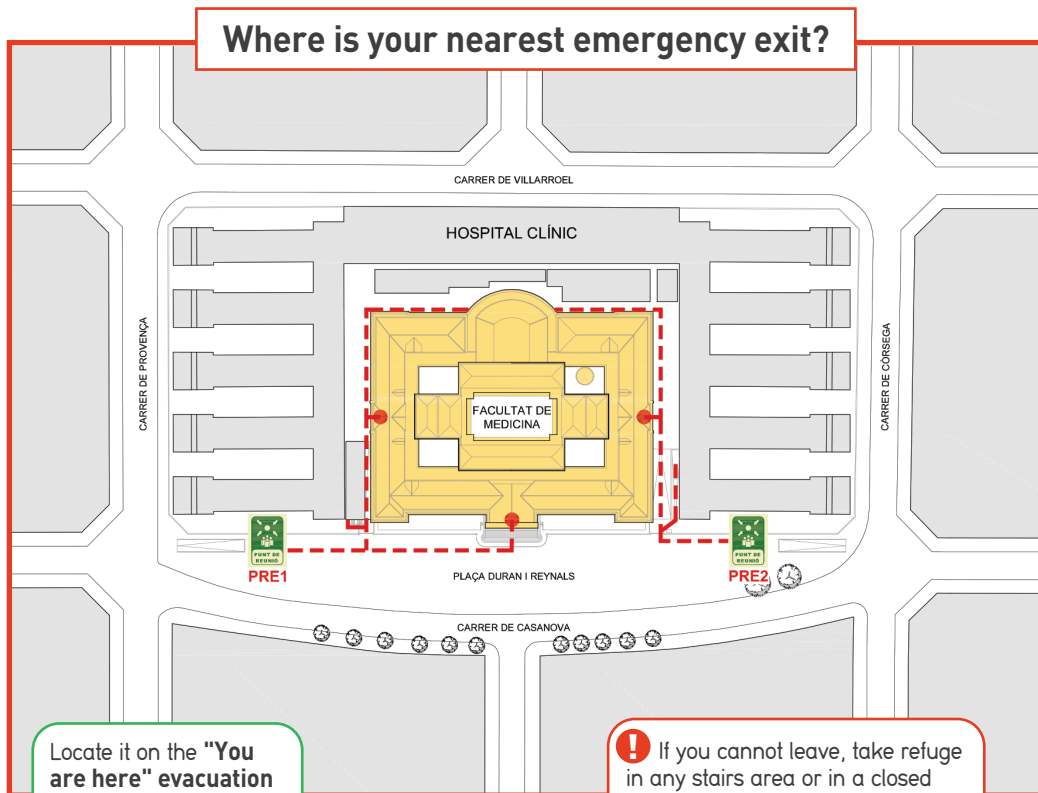 Where is your nearest emergency exit?
CARRER DE VILLARROEL
HOSPITAL CLÍNIC
CARRER DE PROVENÇA
CARRER DE CÒRSEGA
FACULTAT DE
MEDICINA
PUNT DE
REUNIÓ
PRE1
PUNT DE
REUNIÓ
PRE2
PLAÇA DURAN I REYNALS
CARRER DE CASANOVA
Locate it on the "You
are here" evacuation
! If you cannot leave, take refuge
in any stairs area or in a closed